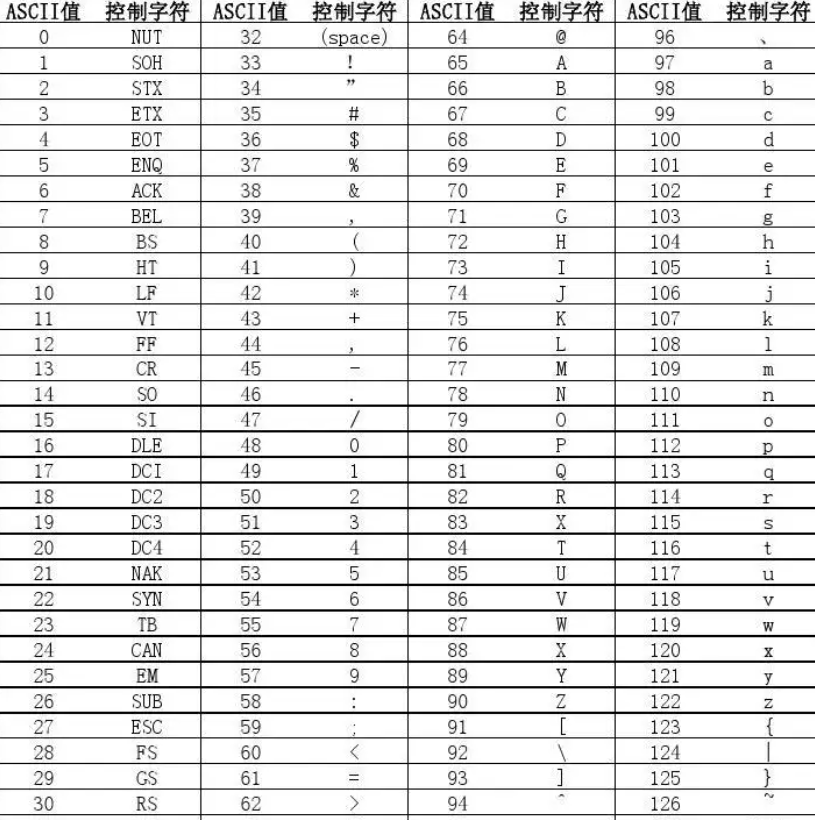 ASCII值 控制字符 ASCII值 控制字符 ASCII值 控制字符 ASCII值 控制字符
0 NUT 32 (space) 64 @ 96 、
1 SOH 33 ! 65 A 97 a
2 STX 34 ” 66 B 98 b
3 ETX 35 # 67 C 99 c
4 EOT 36 $ 68 D 100 d
5 ENQ 37 % 69 E 101 e
6 ACK 38 & 70 F 102 f
7 BEL 39 , 71 G 103 g
8 BS 40 ( 72 H 104 h
9 HT 41 ) 73 I 105 i
10 LF 42 * 74 J 106 j
11 VT 43 + 75 K 107 k
12 FF 44 , 76 L 108 l
13 CR 45 - 77 M 109 m
14 SO 46 . 78 N 110 n
15 SI 47 / 79 O 111 o
16 DLE 48 0 80 P 112 p
17 DCI 49 1 81 Q 113 q
18 DC2 50 2 82 R 114 r
19 DC3 51 3 83 X 115 s
20 DC4 52 4 84 T 116 t
21 NAK 53 5 85 U 117 u
22 SYN 54 6 86 V 118 v
23 TB 55 7 87 W 119 w
24 CAN 56 8 88 X 120 x
25 EM 57 9 89 Y 121 y
26 SUB 58 : 90 Z 122 z
27 ESC 59 ; 91 [ 123 {
28 FS 60 < 92 \ 124 |
29 GS 61 = 93 ] 125 }
30 RS 62 > 94 ^ 126 ~